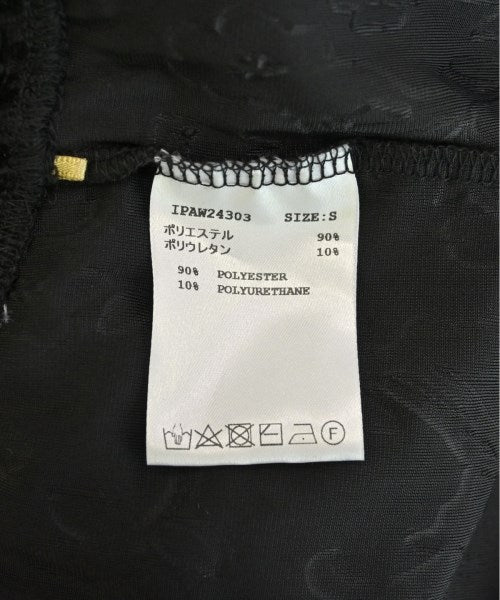 IPAW24303 SIZE:S
ポリエステル 90%
ポリウレタン 10%
90% POLYESTER
10% POLYURETHANE
F